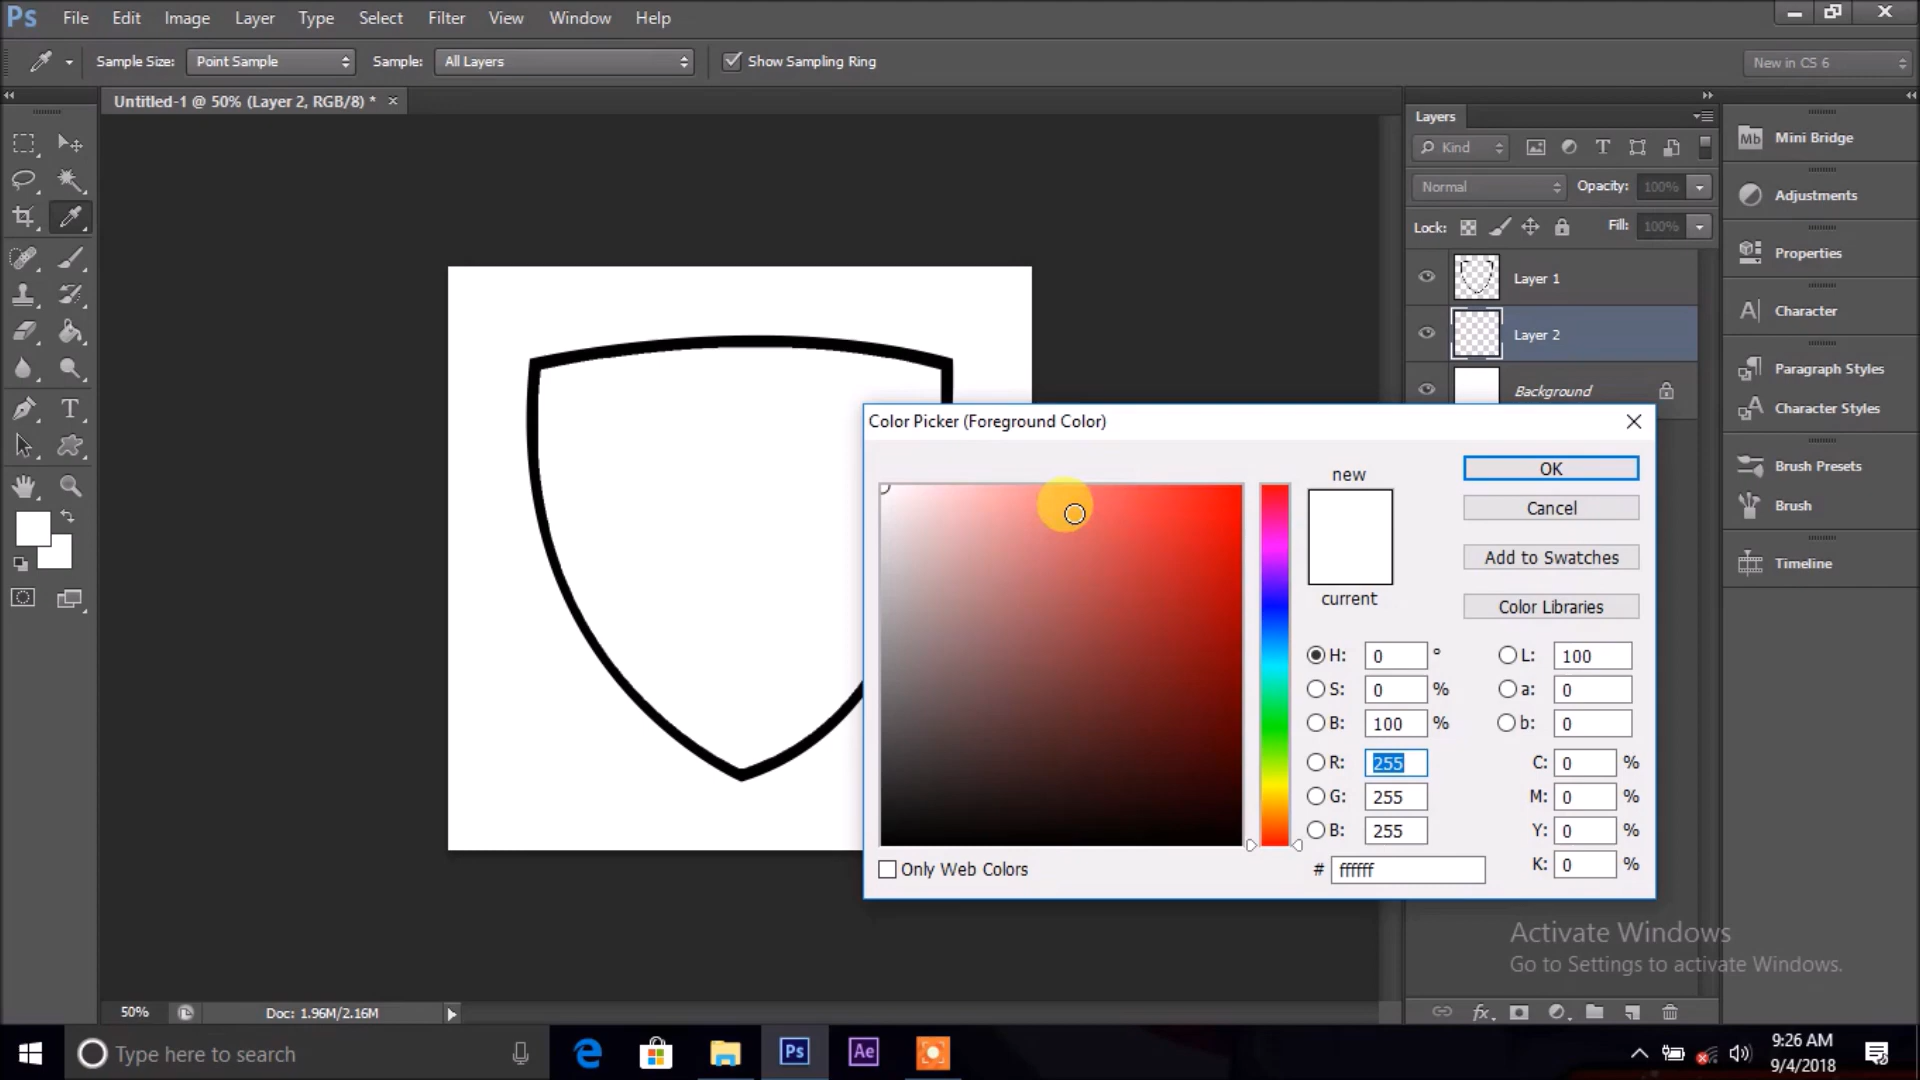 Ps File Edit Image Layer Type Select Filter View Window Help
Sample Size: Point Sample Sample: All Layers Show Sampling Ring New in CS 6
Untitled-1 @ 50% (Layer 2, RGB/8) * ×
Layers
Kind
Normal Opacity: 100%
Lock: Fill: 100%
Layer 1
Layer 2
Background
Mb Mini Bridge
Adjustments
Properties
Character
Paragraph Styles
Character Styles
Brush Presets
Brush
Timeline
Color Picker (Foreground Color)
new
current
OK
Cancel
Add to Swatches
Color Libraries
H: 0 ° L: 100
S: 0 % a: 0
B: 100 % b: 0
R: 255 C: 0 %
G: 255 M: 0 %
B: 255 Y: 0 %
# ffffff K: 0 %
Only Web Colors
Activate Windows
Go to Settings to activate Windows.
50% Doc: 1.96M/2.16M
fx
Type here to search
Ps
Ae
9:26 AM
9/4/2018